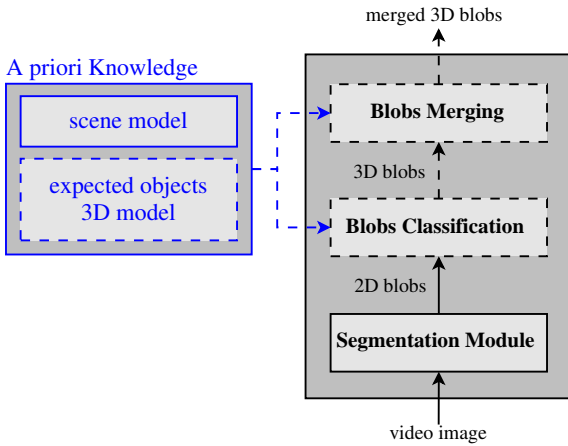 merged 3D blobs
A priori Knowledge
scene model
expected objects
3D model
Blobs Merging
3D blobs
Blobs Classification
2D blobs
Segmentation Module
video image